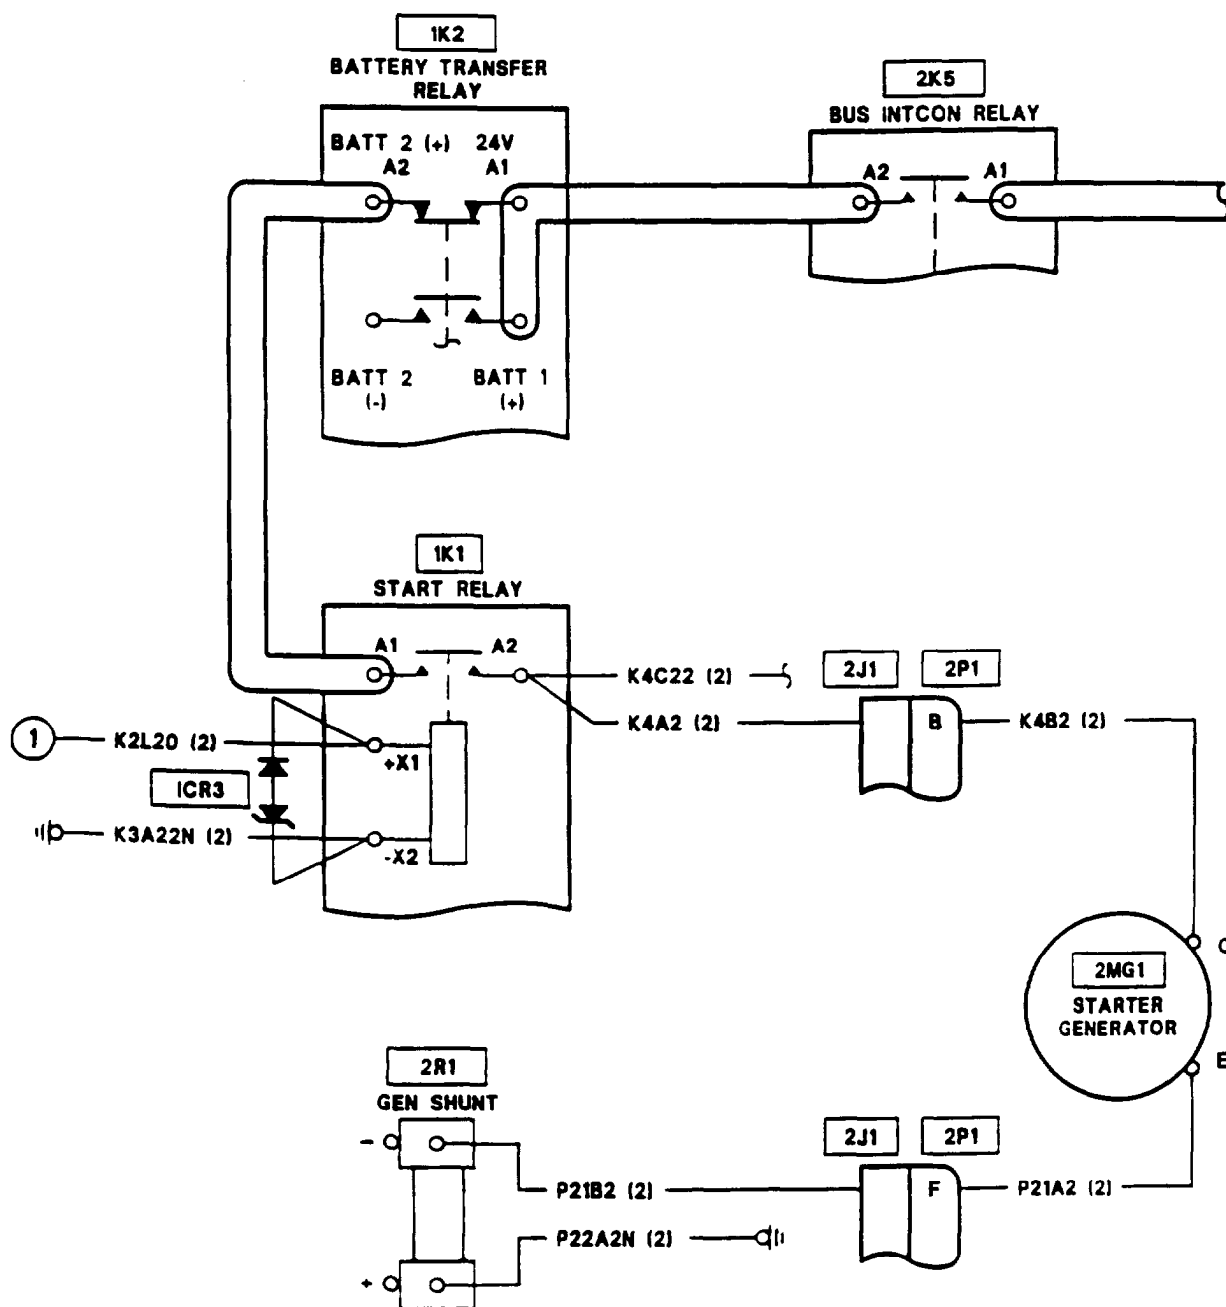 1K2
BATTERY TRANSFER
RELAY
2K5
BUS INTCON RELAY
BATT 2 (+) 24V
A2 A1
A2 A1
BATT 2 BATT 1
(-) (+)
1K1
START RELAY
A1 A2
K4C22 (2)
2J1 2P1
K4A2 (2)
B
K4B2 (2)
1
K2L20 (2)
+X1
ICR3
K3A22N (2)
-X2
2MG1
STARTER
GENERATOR
E
2R1
GEN SHUNT
2J1 2P1
-
P21B2 (2)
F
P21A2 (2)
P22A2N (2)
+